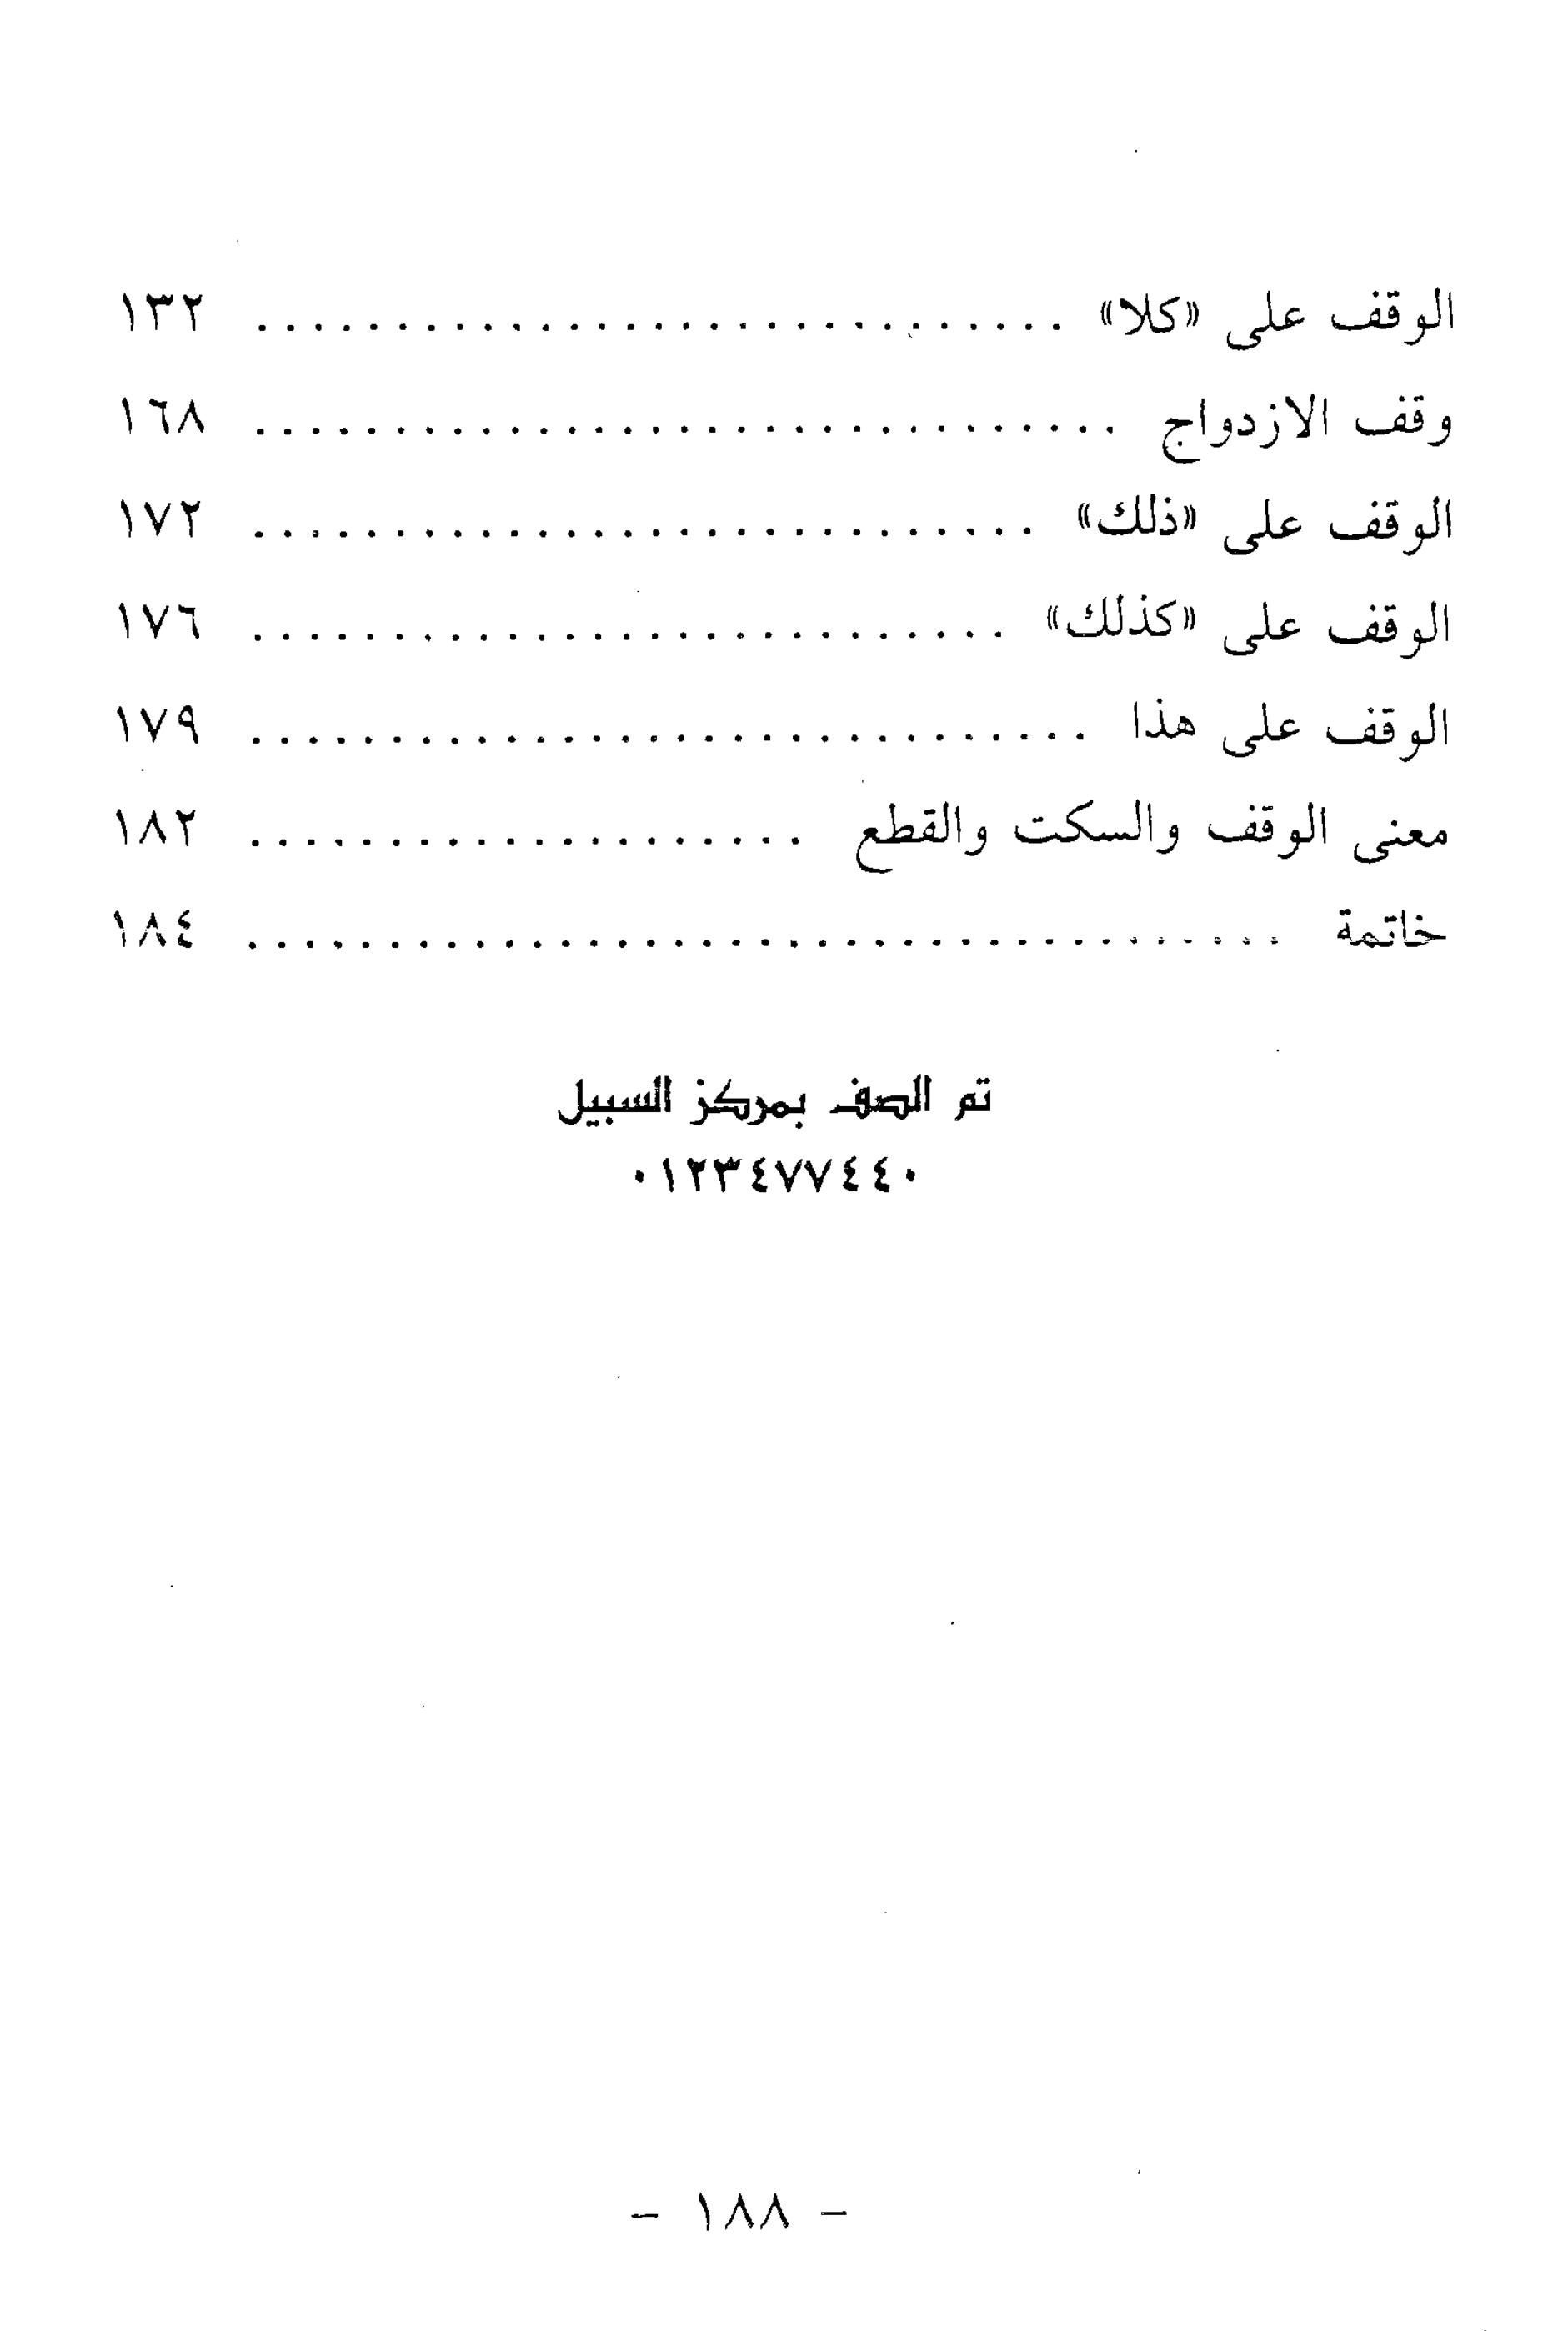 الوقف على «كلا» ............................. ١٣٢
وقف الازدواج ............................... ١٦٨
الوقف على «ذلك» ............................ ١٧٢
الوقف على «كذلك» ........................... ١٧٦
الوقف على هذا .............................. ١٧٩
معنى الوقف والسكت والقطع .................... ١٨٢
خاتمة ..................................... ١٨٤
تم الصف بمركز السبيل
٠١٢٣٤٧٧٤٤٠
- ١٨٨ -